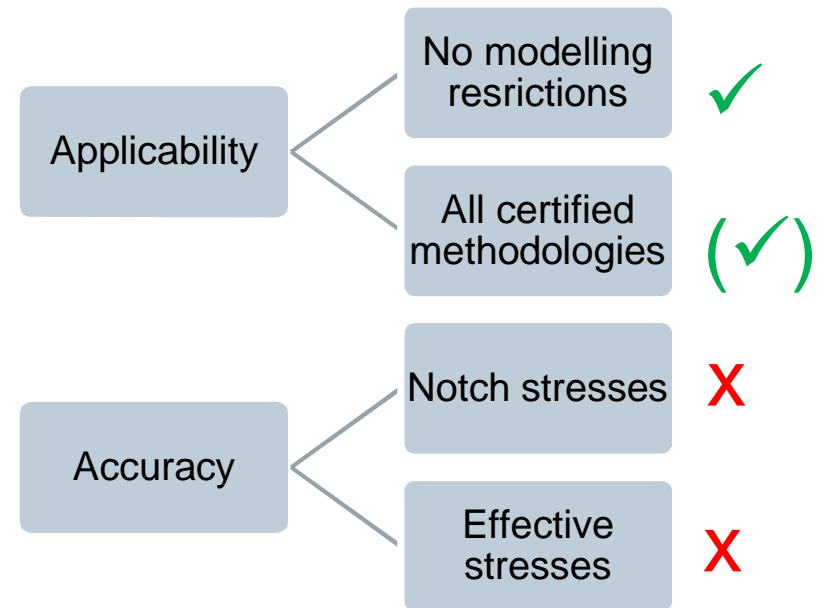 Applicability
No modelling
resrictions
✓
All certified
methodologies
(✓)
Accuracy
Notch stresses
X
Effective
stresses
X